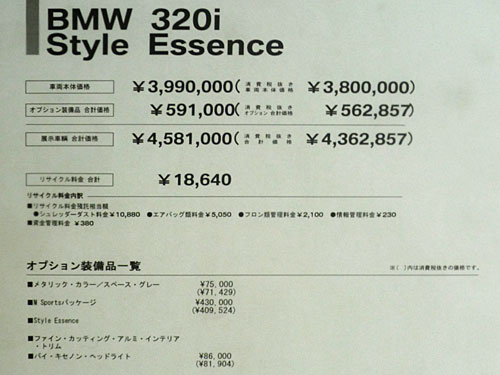 BMW 320i
Style Essence
車両本体価格 ¥3,990,000(消費税抜き車両本体価格 ¥3,800,000)
オプション装備品 合計価格 ¥591,000(消費税抜きオプション合計価格 ¥562,857)
展示車輌 合計価格 ¥4,581,000(消費税抜き合計価格 ¥4,362,857)
リサイクル料金 合計 ¥18,640
リサイクル料金内訳
■リサイクル料金預託相当額
●シュレッダーダスト料金¥10,880 ●エアバッグ類料金¥5,050 ●フロン類管理料金¥2,100 ●情報管理料金¥230
■資金管理料金 ¥380
オプション装備品一覧 ※( )内は消費税抜きの価格です。
■メタリック・カラー/スペース・グレー ¥75,000
(¥71,429)
■M Sportsパッケージ ¥430,000
(¥409,524)
■Style Essence
■ファイン・カッティング・アルミ・インテリア
・トリム
■バイ・キセノン・ヘッドライト ¥86,000
(¥81,904)